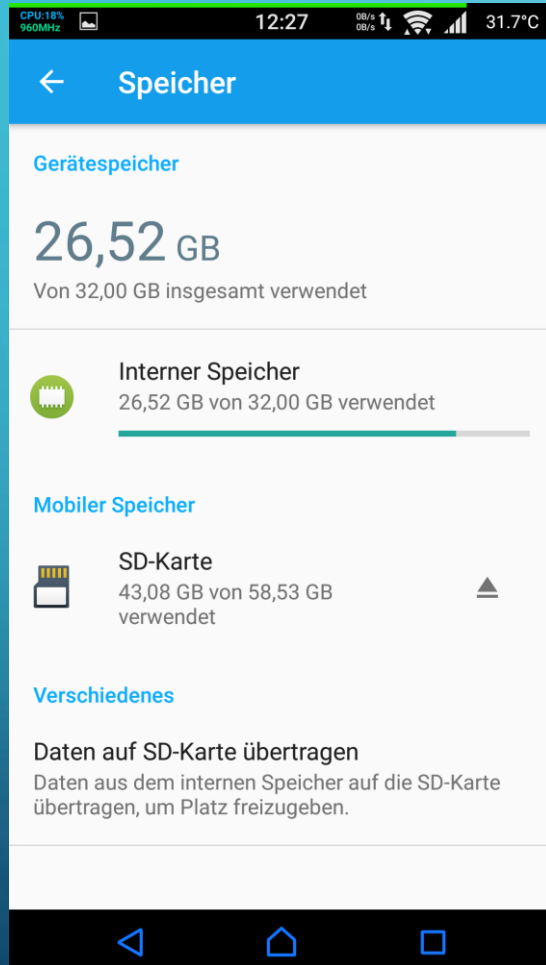 CPU:18%
960MHz
12:27
0B/s
0B/s
31.7°C
Speicher
Gerätespeicher
26,52 GB
Von 32,00 GB insgesamt verwendet
Interner Speicher
26,52 GB von 32,00 GB verwendet
Mobiler Speicher
SD-Karte
43,08 GB von 58,53 GB
verwendet
Verschiedenes
Daten auf SD-Karte übertragen
Daten aus dem internen Speicher auf die SD-Karte
übertragen, um Platz freizugeben.